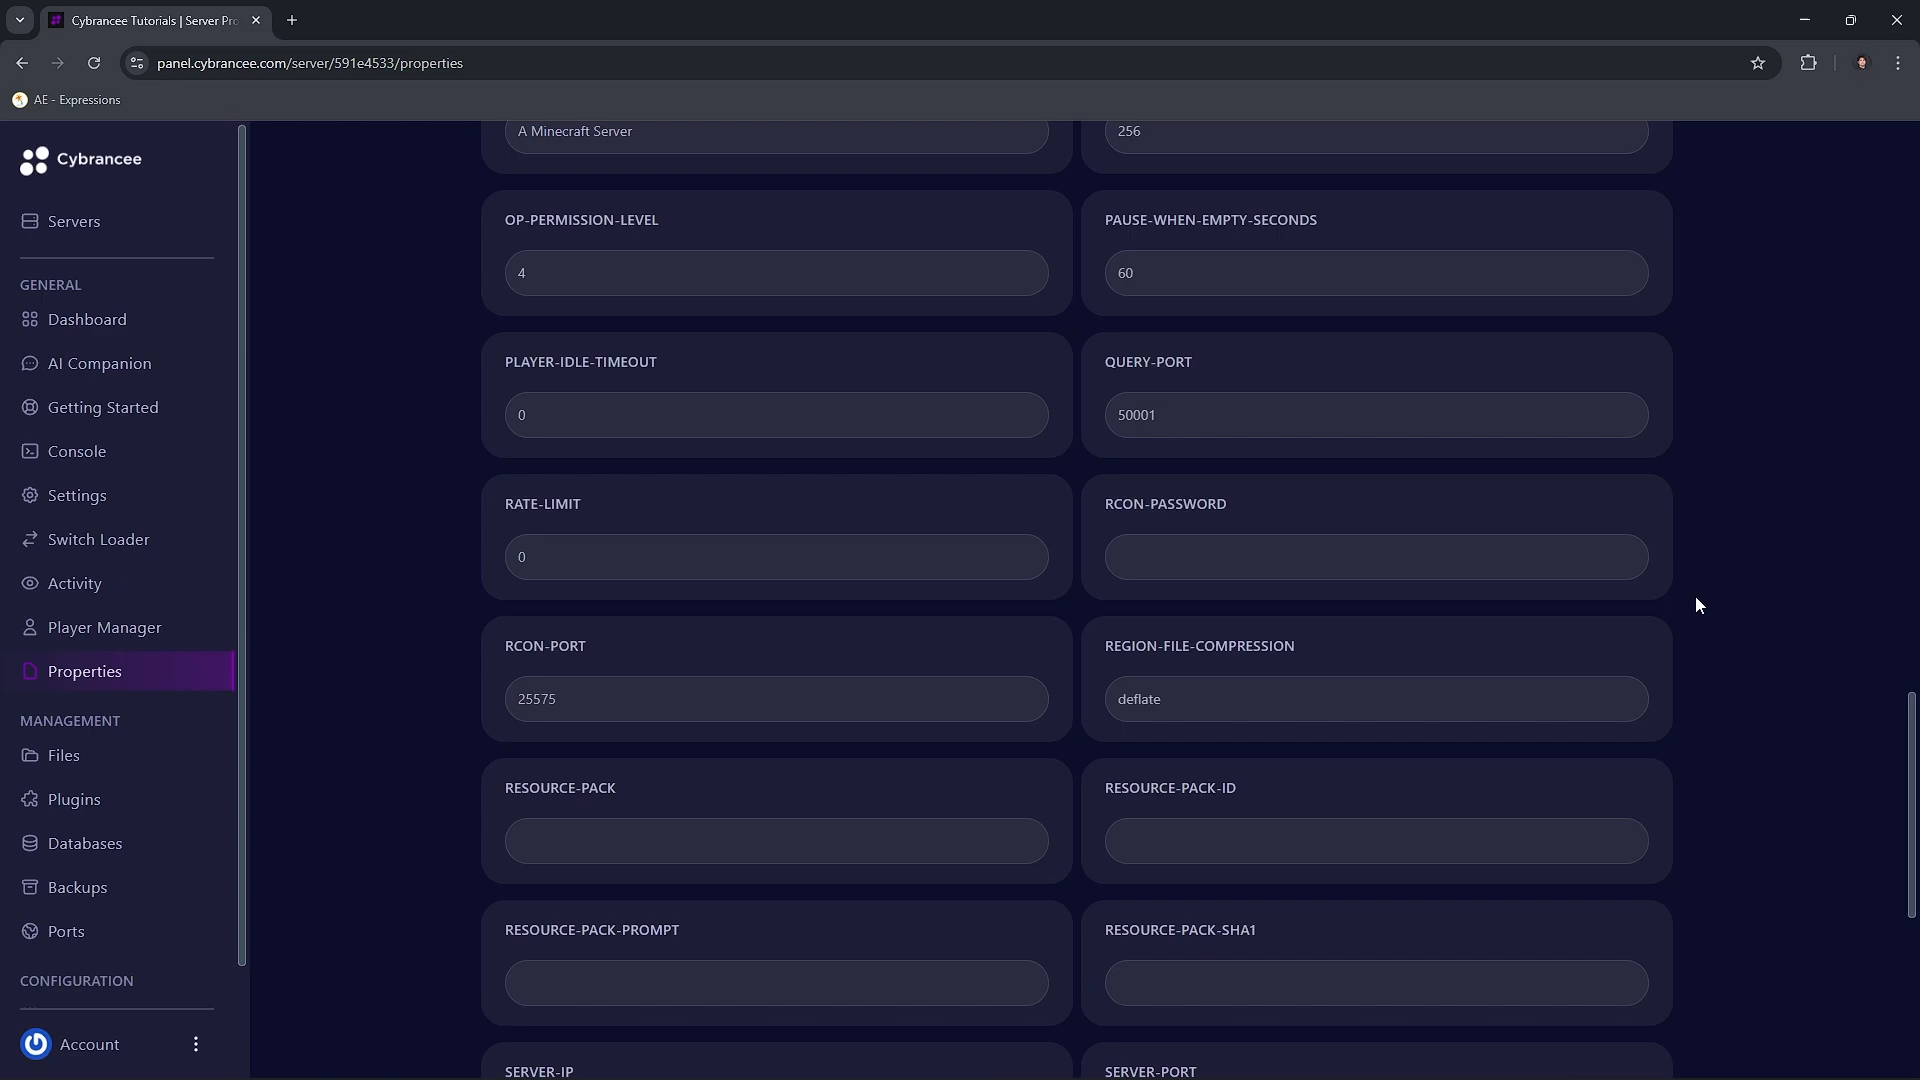 Cybrancee Tutorials | Server Pro
panel.cybrancee.com/server/591e4533/properties
AE - Expressions
Cybrancee
Servers
GENERAL
Dashboard
AI Companion
Getting Started
Console
Settings
Switch Loader
Activity
Player Manager
Properties
MANAGEMENT
Files
Plugins
Databases
Backups
Ports
CONFIGURATION
Account
A Minecraft Server
256
OP-PERMISSION-LEVEL
4
PAUSE-WHEN-EMPTY-SECONDS
60
PLAYER-IDLE-TIMEOUT
0
QUERY-PORT
50001
RATE-LIMIT
0
RCON-PASSWORD
RCON-PORT
25575
REGION-FILE-COMPRESSION
deflate
RESOURCE-PACK
RESOURCE-PACK-ID
RESOURCE-PACK-PROMPT
RESOURCE-PACK-SHA1
SERVER-IP
SERVER-PORT